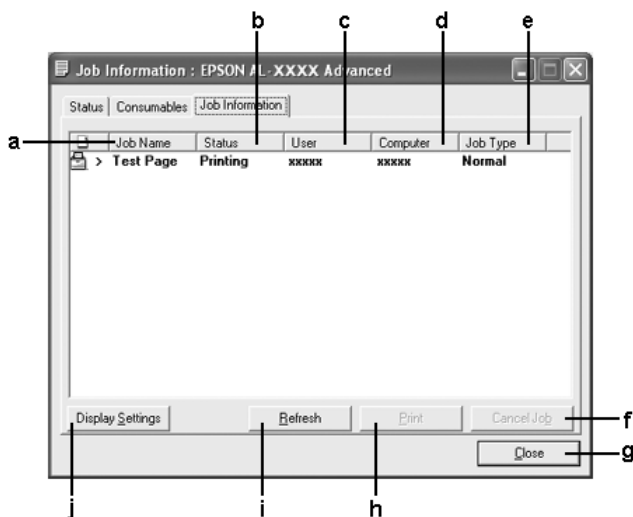 b c d e
Job Information : EPSON AL-XXXX Advanced
Status Consumables Job Information
a Job Name Status User Computer Job Type
> Test Page Printing xxxxx xxxxx Normal
Display Settings Refresh Print Cancel Job f
Close g
j i h